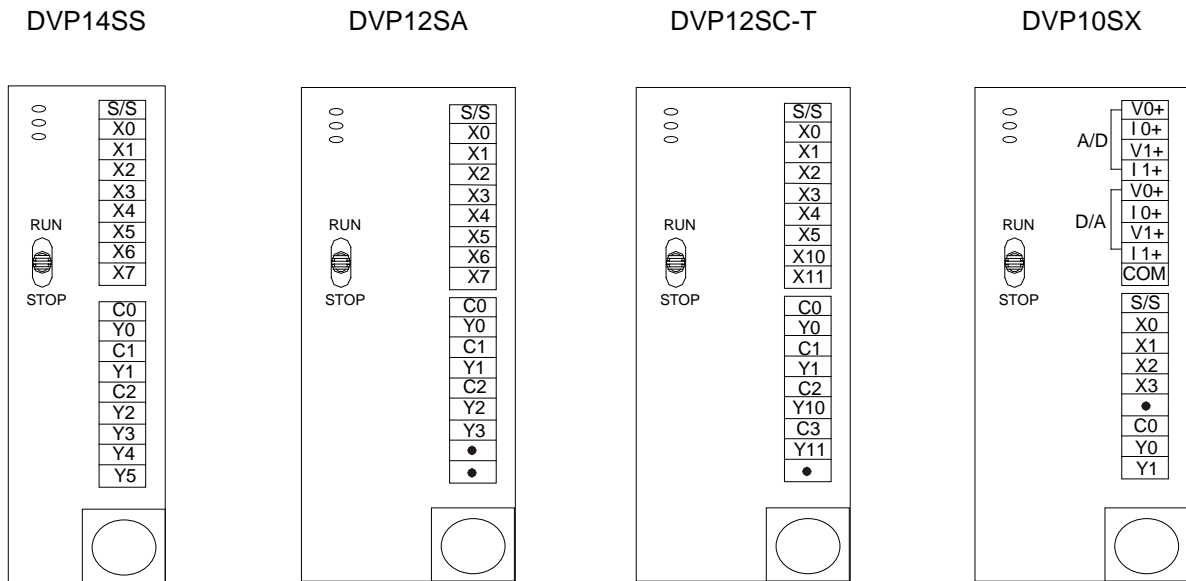 DVP14SS
S/S
X0
X1
X2
X3
X4
X5
X6
X7
RUN
STOP
C0
Y0
C1
Y1
C2
Y2
Y3
Y4
Y5
DVP12SA
S/S
X0
X1
X2
X3
X4
X5
X6
X7
RUN
STOP
C0
Y0
C1
Y1
C2
Y2
Y3
DVP12SC-T
S/S
X0
X1
X2
X3
X4
X5
X10
X11
RUN
STOP
C0
Y0
C1
Y1
C2
Y10
C3
Y11
DVP10SX
A/D
V0+
I 0+
V1+
I 1+
D/A
V0+
I 0+
V1+
I 1+
COM
RUN
STOP
S/S
X0
X1
X2
X3
C0
Y0
Y1